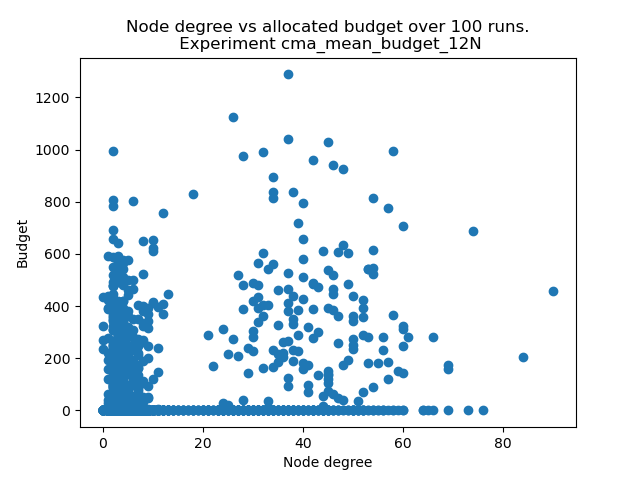 Node degree vs allocated budget over 100 runs.
Experiment cma_mean_budget_12N
1200
1000
800
600
400
200
0
Budget
0 20 40 60 80
Node degree